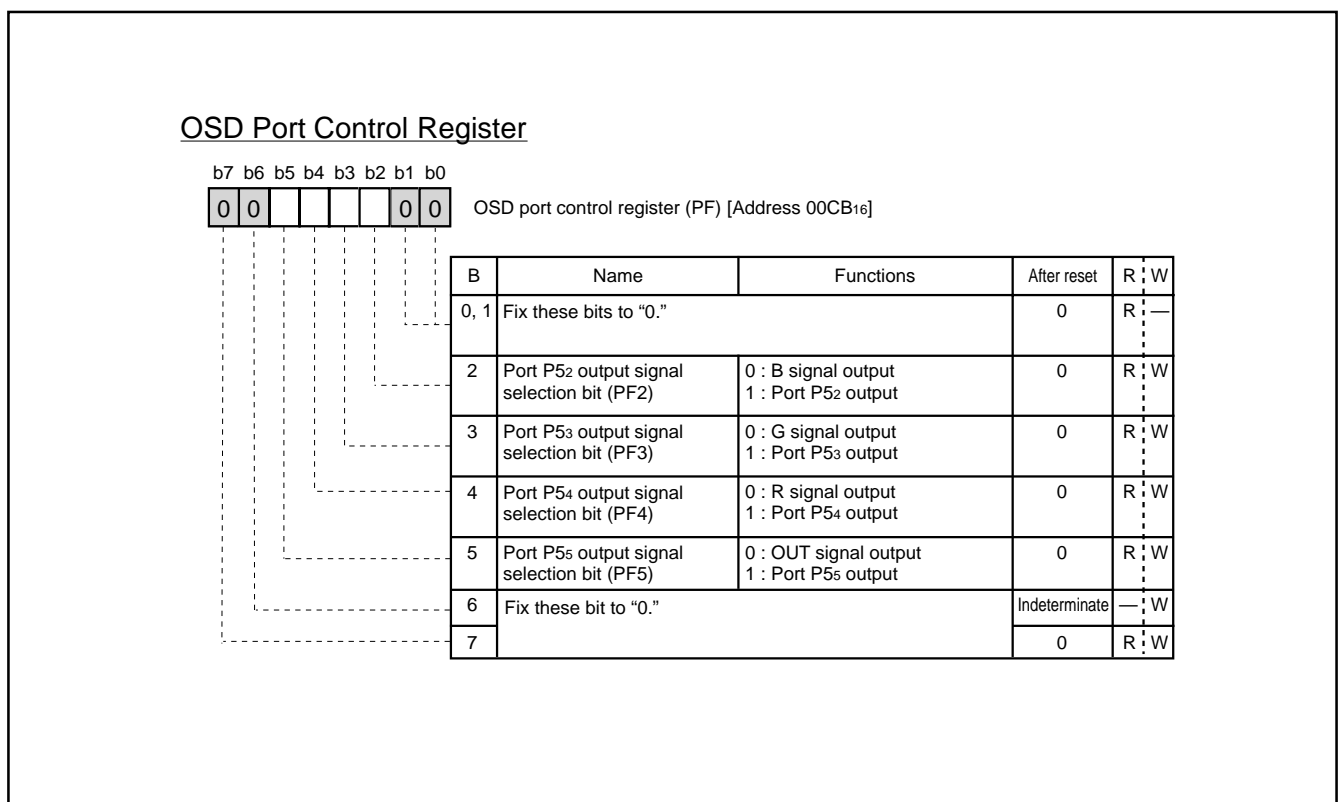 OSD Port Control Register
b7 b6 b5 b4 b3 b2 b1 b0
0 0 0 0 OSD port control register (PF) [Address 00CB16]
B Name Functions After reset R W
0, 1 Fix these bits to “0.” 0 R —
2 Port P52 output signal selection bit (PF2) 0 : B signal output 1 : Port P52 output 0 R W
3 Port P53 output signal selection bit (PF3) 0 : G signal output 1 : Port P53 output 0 R W
4 Port P54 output signal selection bit (PF4) 0 : R signal output 1 : Port P54 output 0 R W
5 Port P55 output signal selection bit (PF5) 0 : OUT signal output 1 : Port P55 output 0 R W
6 Fix these bit to “0.” Indeterminate — W
7 0 R W